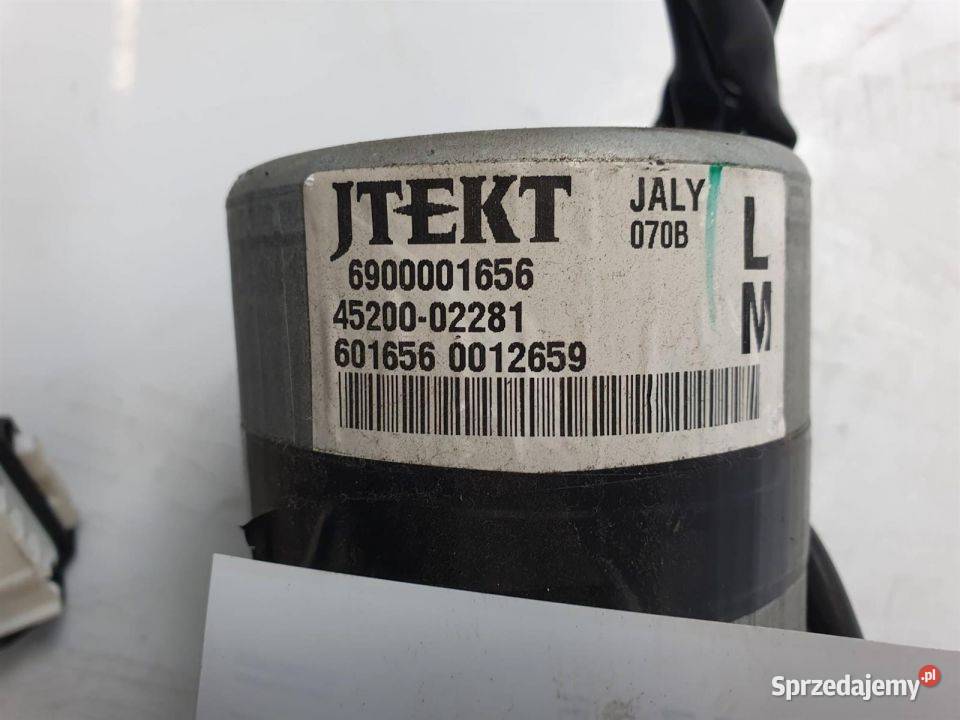 JTEKT
JALY
070B
L
M
6900001656
45200-02281
601656 0012659
Sprzedajemy.pl